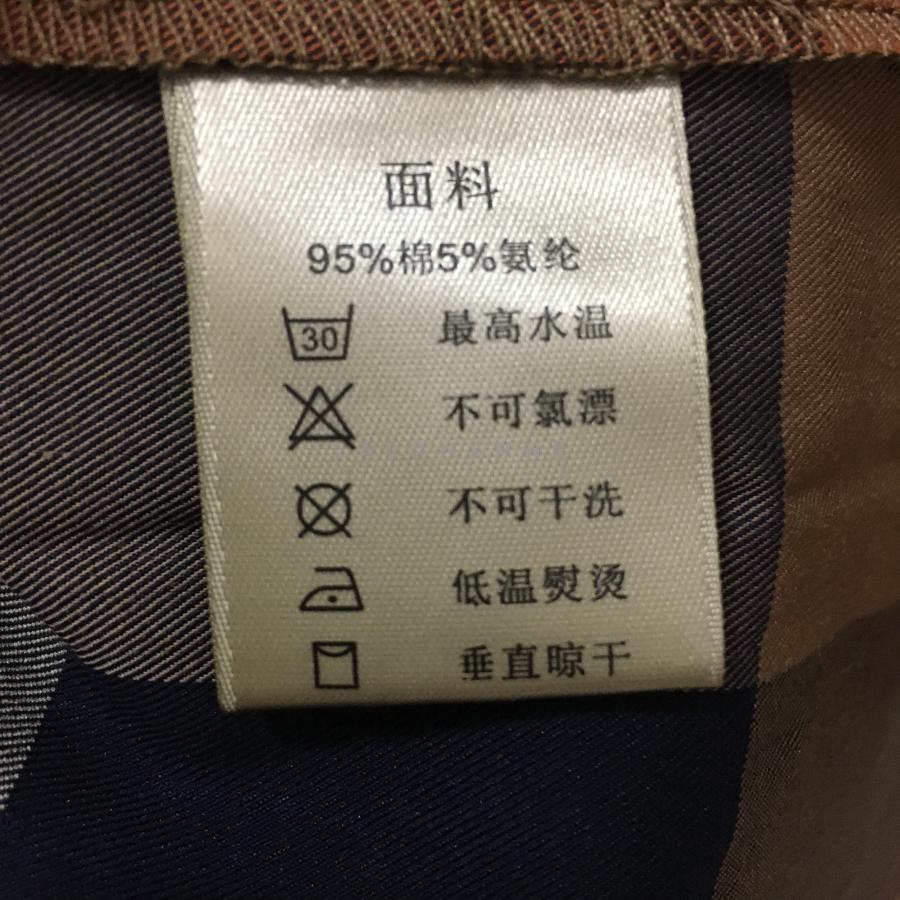 面料
95%棉5%氨纶
30 最高水温
不可氯漂
不可干洗
低温熨烫
垂直晾干